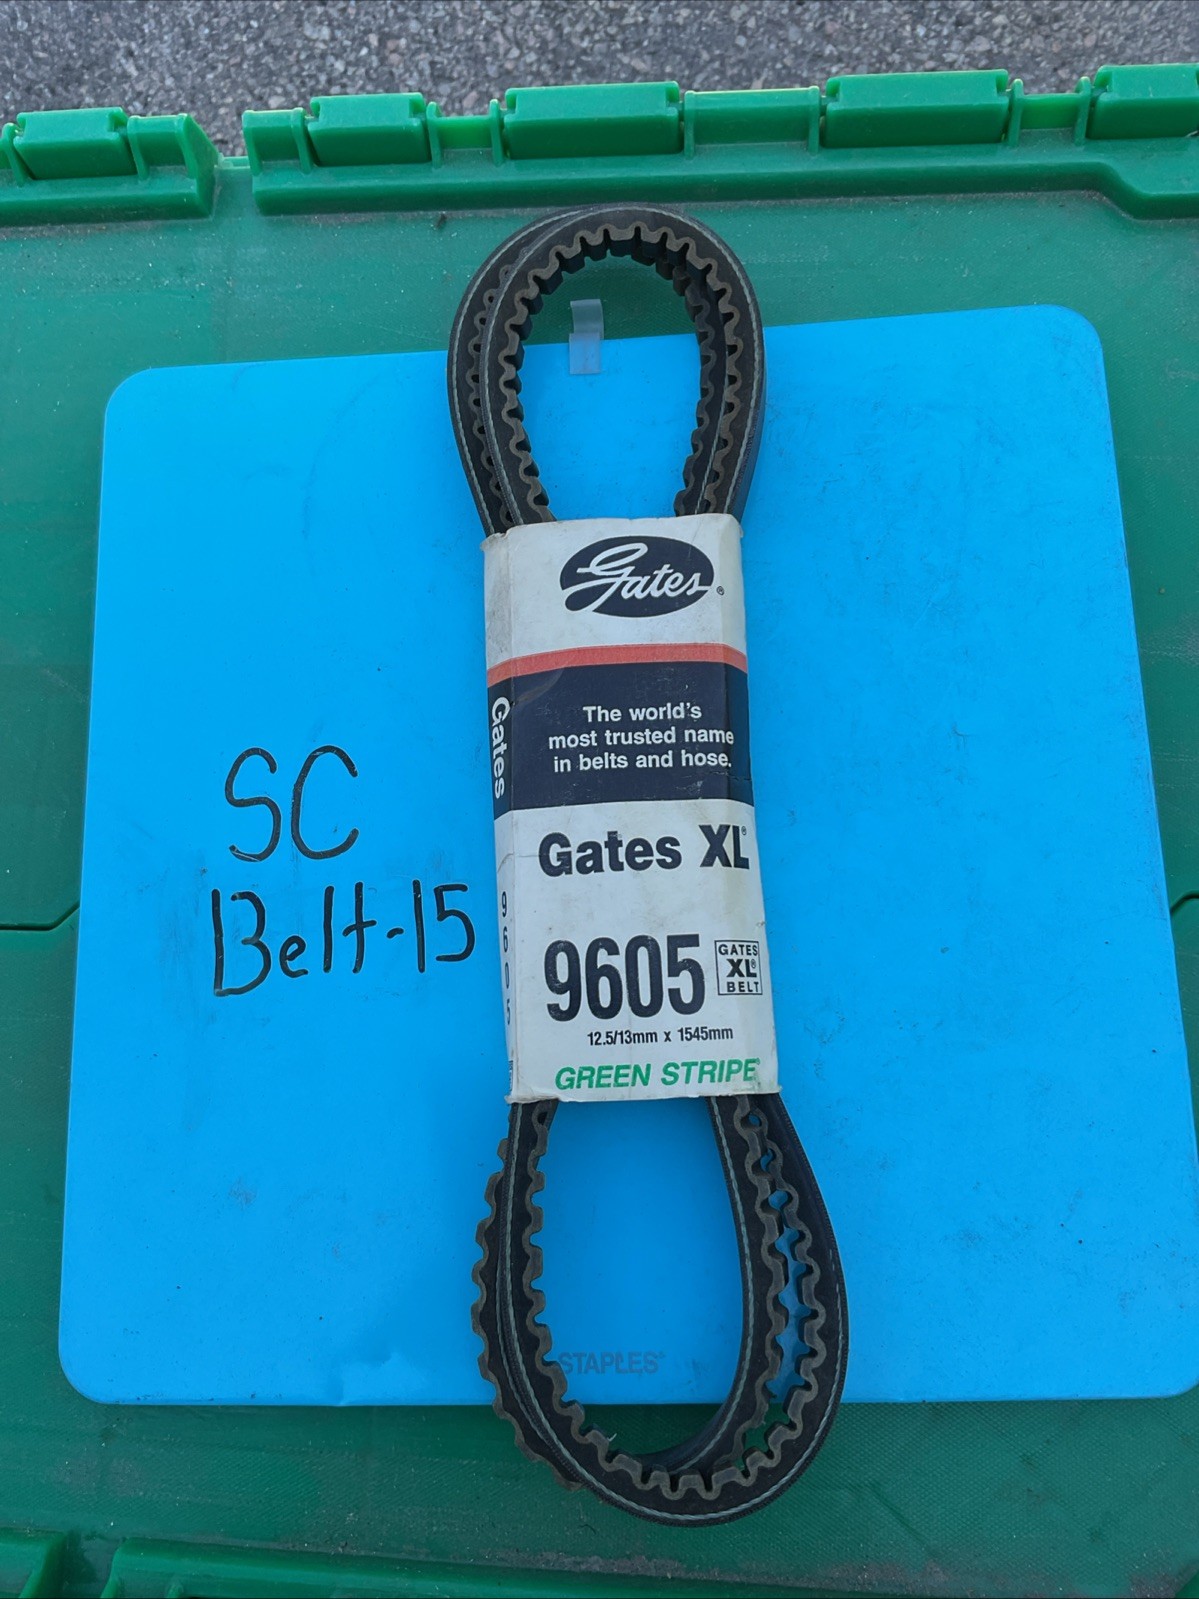 Gates®
The world's
most trusted name
in belts and hose.
Gates
Gates XL®
9605
GATES
XL®
BELT
9605
12.5/13mm x 1545mm
GREEN STRIPE®
SC
Belt-15
STAPLES®